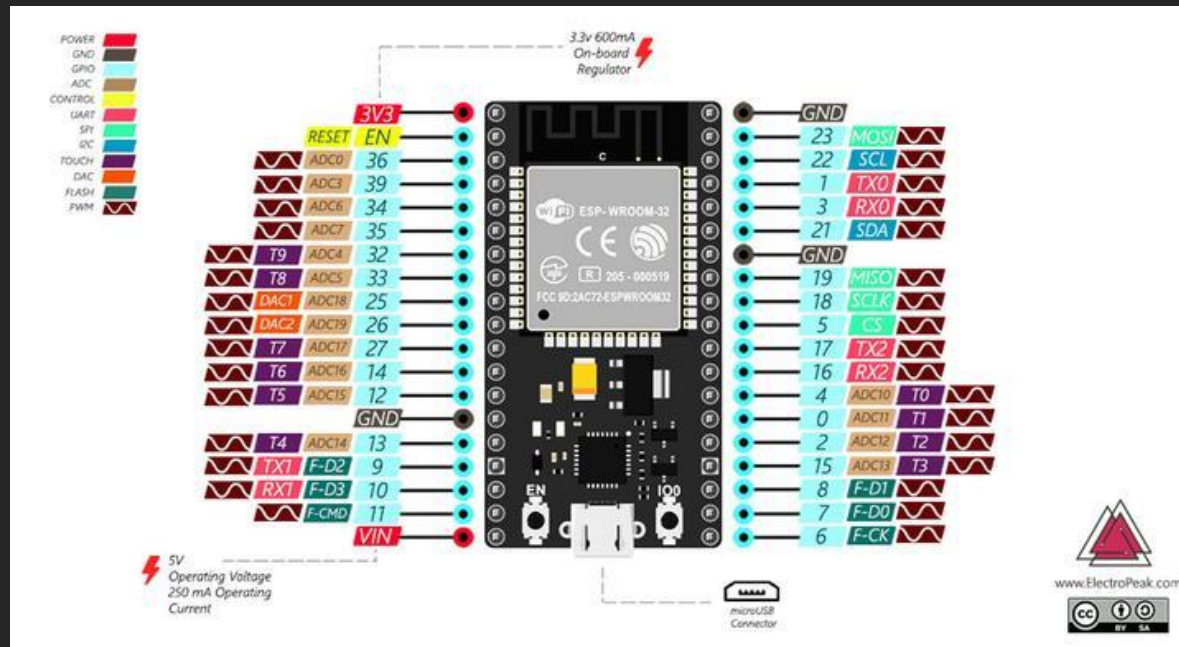 POWER
GND
GPIO
ADC
CONTROL
UART
SPI
I2C
TOUCH
DAC
FLASH
PWM
3.3v 600mA
On-board
Regulator
3V3
RESET EN
ADC0 36
ADC3 39
ADC6 34
ADC7 35
T9 ADC4 32
T8 ADC5 33
DAC1 ADC18 25
DAC2 ADC19 26
T7 ADC17 27
T6 ADC16 14
T5 ADC15 12
GND
T4 ADC14 13
TX1 F-D2 9
RX1 F-D3 10
F-CMD 11
VIN
5V
Operating Voltage
250 mA Operating
Current
C
WiFi ESP-WROOM-32
CE
R 205-000519
FCC 9D:2AC72-ESPWROOM32
EN IO0
GND
23 MOSI
22 SCL
1 TX0
3 RX0
21 SDA
GND
19 MISO
18 SCLK
5 CS
17 TX2
16 RX2
4 ADC10 T0
0 ADC11 T1
2 ADC12 T2
15 ADC13 T3
8 F-D1
7 F-D0
6 F-CK
microUSB
Connector
www.ElectroPeak.com
cc BY SA